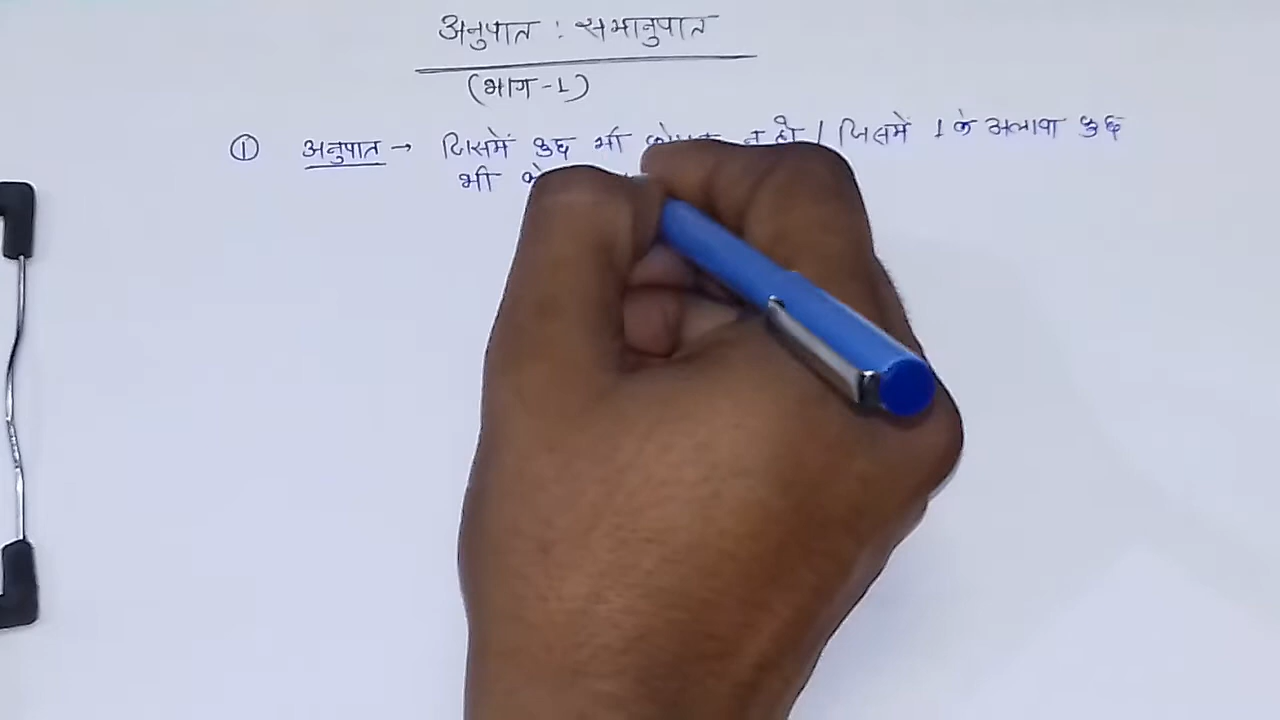 अनुपात : समानुपात
(भाग-1)
① अनुपात → जिसमें कुछ भी न हो / जिसमें 1 के अलावा कुछ
भी